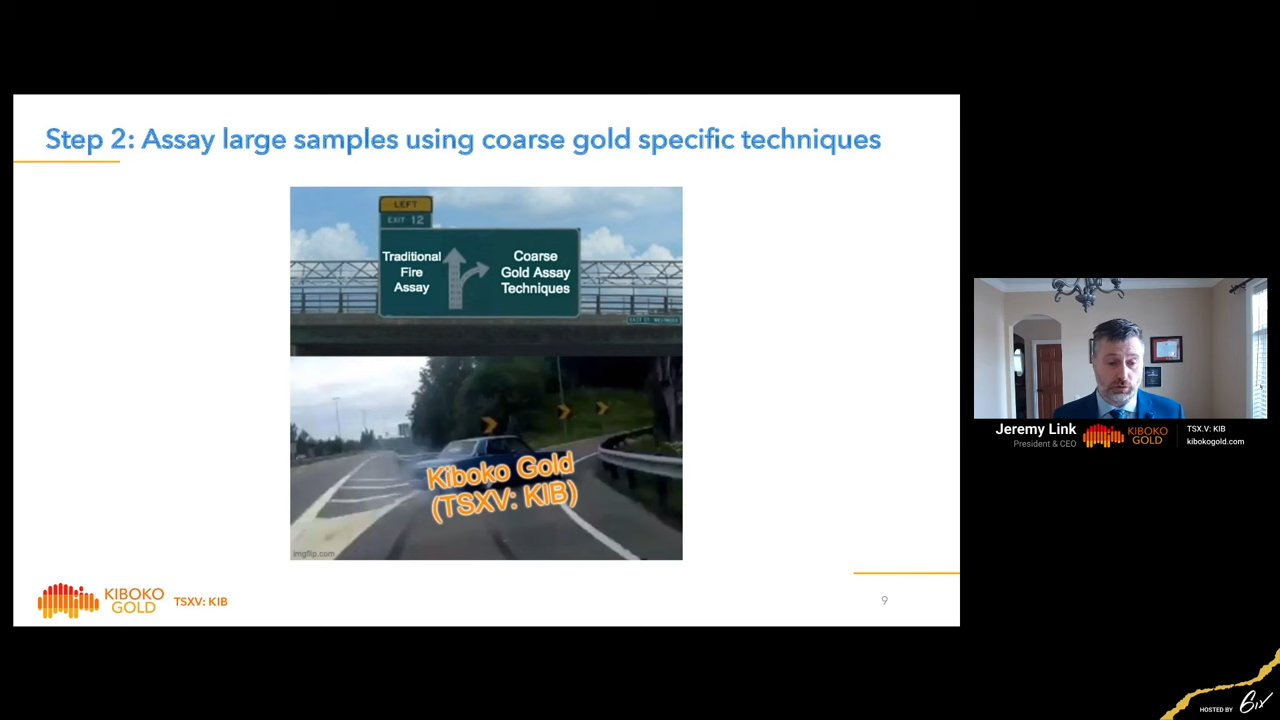 Step 2: Assay large samples using coarse gold specific techniques
LEFT
EXIT 12
Traditional
Fire
Assay
Coarse
Gold Assay
Techniques
Kiboko Gold
(TSXV: KIB)
imgflip.com
KIBOKO
GOLD
TSXV: KIB
9
Jeremy Link
President & CEO
KIBOKO
GOLD
TSX.V: KIB
kibokogold.com
HOSTED BY
6ix